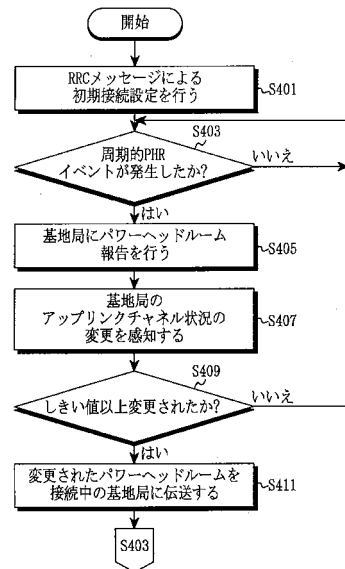 開始
RRCメッセージによる
初期接続設定を行う
S401
S403
周期的PHR
イベントが発生したか?
いいえ
はい
基地局にパワーヘッドルーム
報告を行う
S405
基地局の
アップリンクチャネル状況の
変更を感知する
S407
S409
しきい値以上変更されたか?
いいえ
はい
変更されたパワーヘッドルームを
接続中の基地局に伝送する
S411
S403